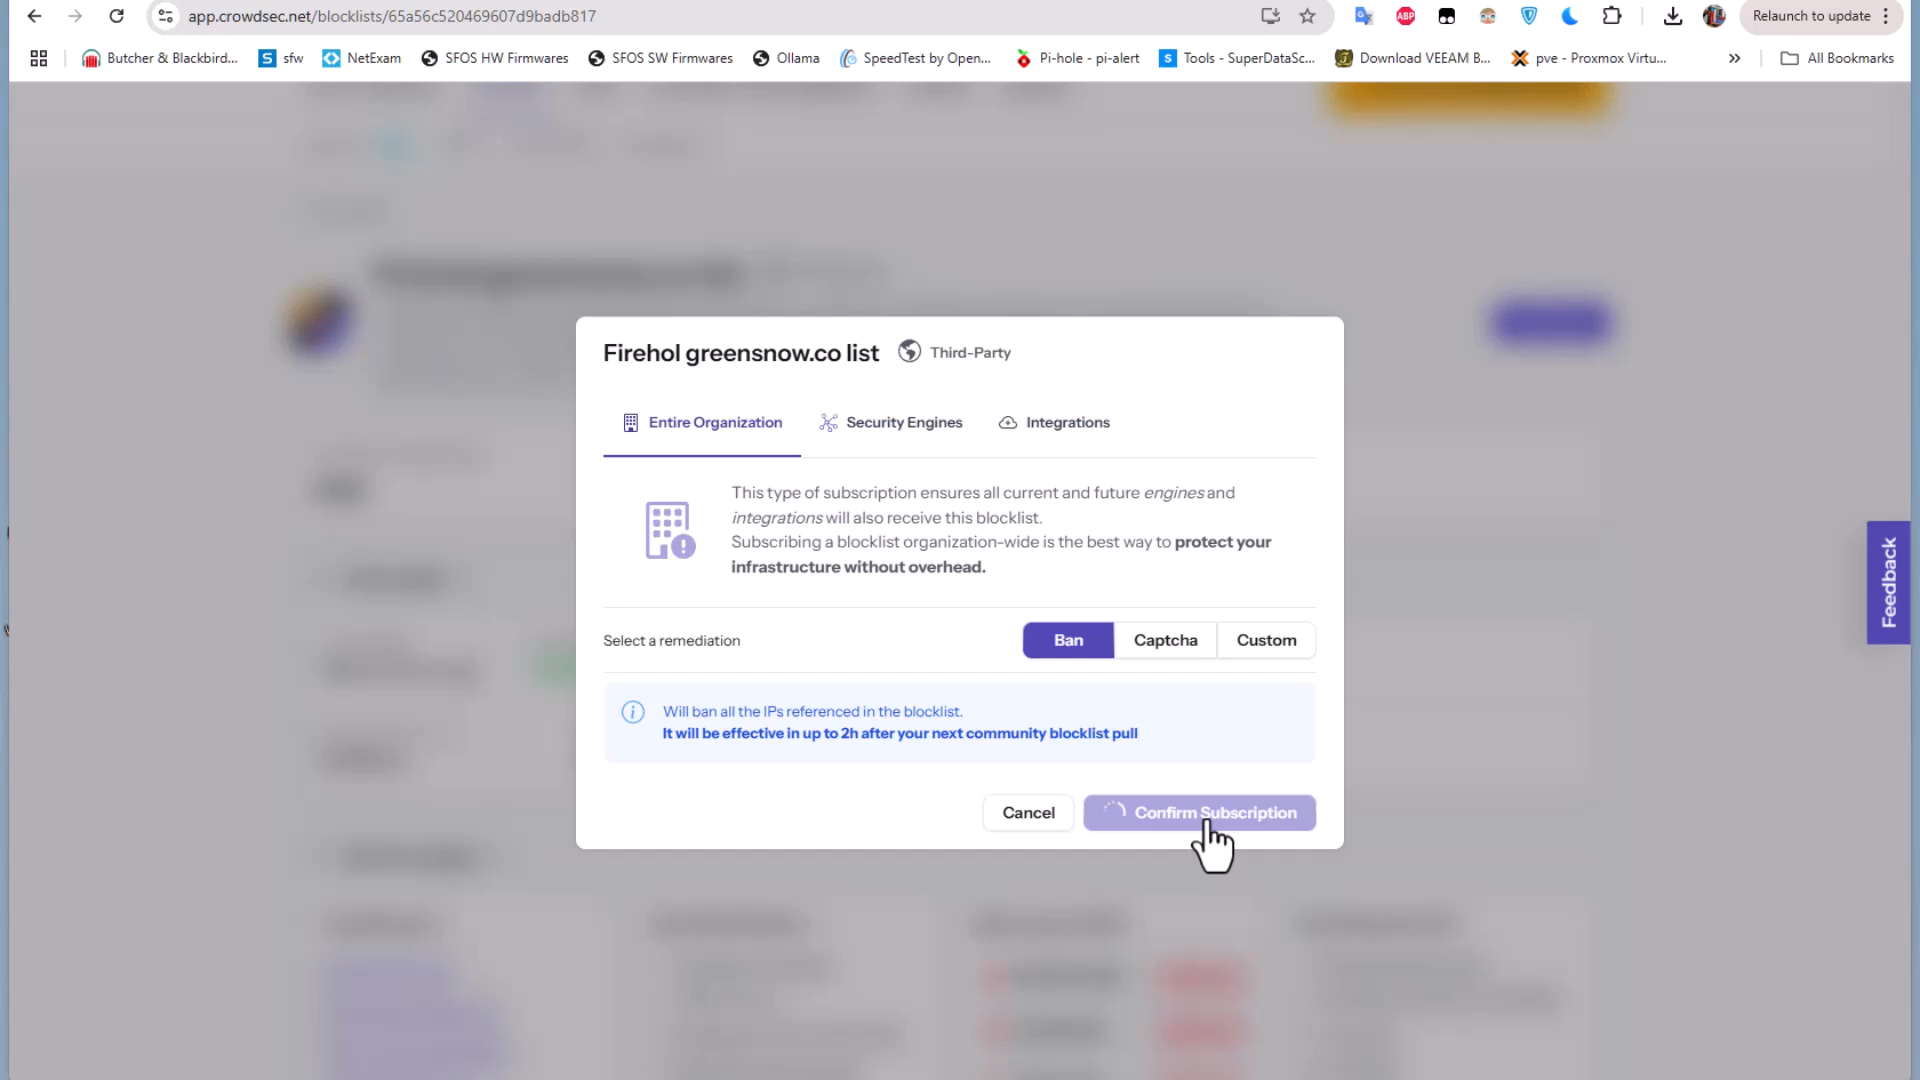 app.crowdsec.net/blocklists/65a56c520469607d9badb817
ABP
Relaunch to update
Butcher & Blackbird...
S
sfw
NetExam
SFOS HW Firmwares
SFOS SW Firmwares
Ollama
SpeedTest by Open...
Pi-hole - pi-alert
S
Tools - SuperDataSc...
Download VEEAM B...
pve - Proxmox Virtu...
All Bookmarks
Firehol greensnow.co list
Third-Party
Entire Organization
Security Engines
Integrations
This type of subscription ensures all current and future engines and
integrations will also receive this blocklist.
Subscribing a blocklist organization-wide is the best way to protect your
infrastructure without overhead.
Select a remediation
Ban
Captcha
Custom
Will ban all the IPs referenced in the blocklist.
It will be effective in up to 2h after your next community blocklist pull
Cancel
Confirm Subscription
Feedback